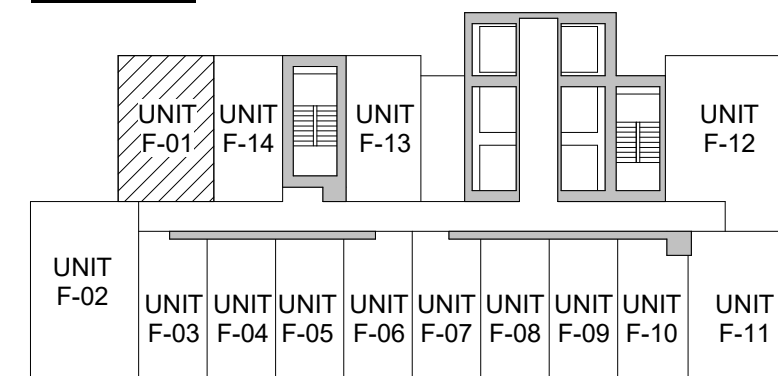 UNIT
F-01
UNIT
F-14
UNIT
F-13
UNIT
F-12
UNIT
F-02
UNIT
F-03
UNIT
F-04
UNIT
F-05
UNIT
F-06
UNIT
F-07
UNIT
F-08
UNIT
F-09
UNIT
F-10
UNIT
F-11